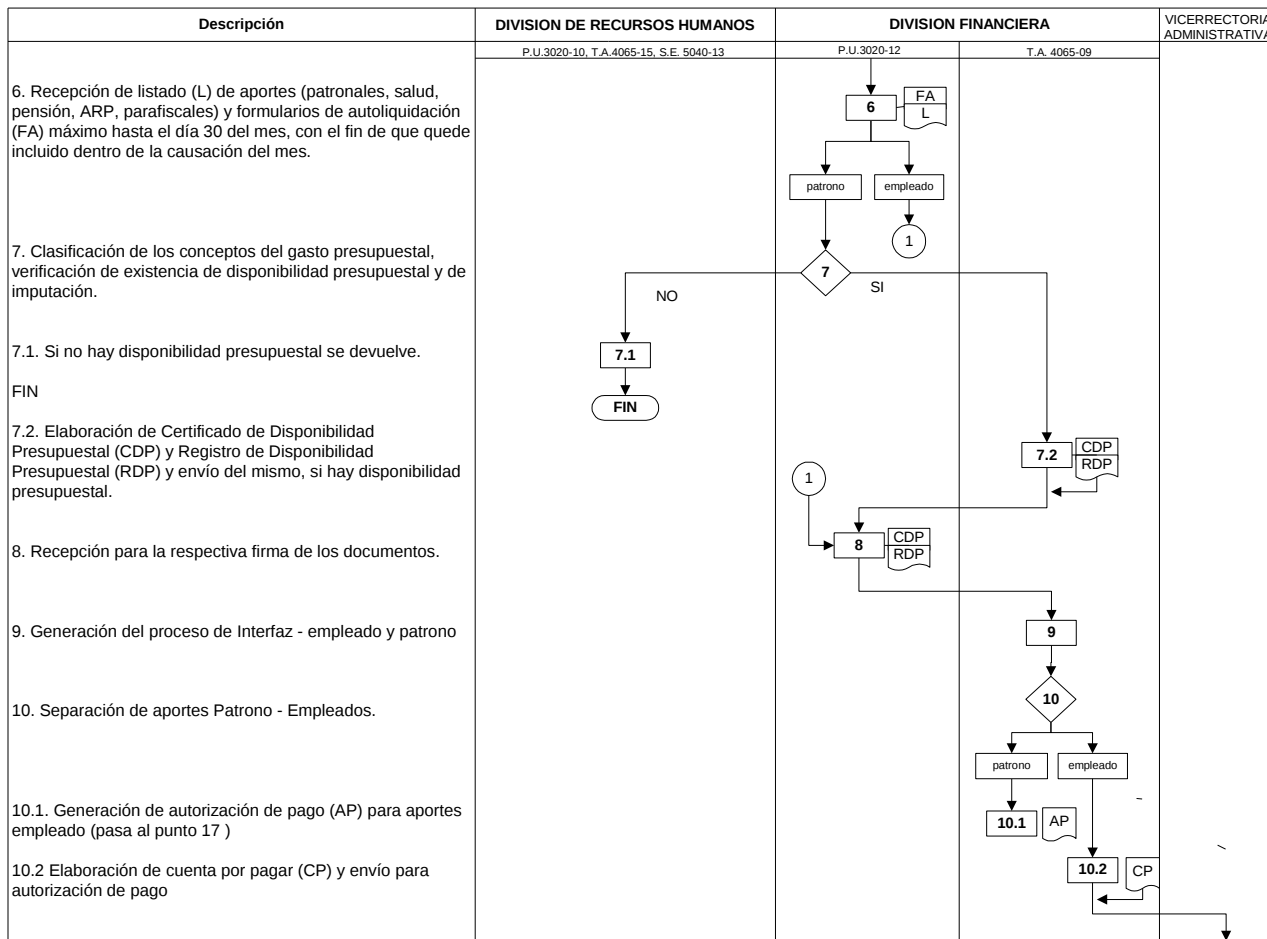 Descripción
DIVISION DE RECURSOS HUMANOS
DIVISION FINANCIERA
VICERRECTORIA
ADMINISTRATIVA
P.U.3020-10, T.A.4065-15, S.E. 5040-13
P.U.3020-12
T.A. 4065-09
6. Recepción de listado (L) de aportes (patronales, salud,
pensión, ARP, parafiscales) y formularios de autoliquidación
(FA) máximo hasta el día 30 del mes, con el fin de que quede
incluido dentro de la causación del mes.
6
FA
L
patrono
empleado
1
7. Clasificación de los conceptos del gasto presupuestal,
verificación de existencia de disponibilidad presupuestal y de
imputación.
7
NO
SI
7.1. Si no hay disponibilidad presupuestal se devuelve.
7.1
FIN
FIN
7.2. Elaboración de Certificado de Disponibilidad
Presupuestal (CDP) y Registro de Disponibilidad
Presupuestal (RDP) y envío del mismo, si hay disponibilidad
presupuestal.
7.2
CDP
RDP
1
8. Recepción para la respectiva firma de los documentos.
8
CDP
RDP
9. Generación del proceso de Interfaz - empleado y patrono
9
10. Separación de aportes Patrono - Empleados.
10
patrono
empleado
10.1. Generación de autorización de pago (AP) para aportes
empleado (pasa al punto 17 )
10.1
AP
10.2 Elaboración de cuenta por pagar (CP) y envío para
autorización de pago
10.2
CP